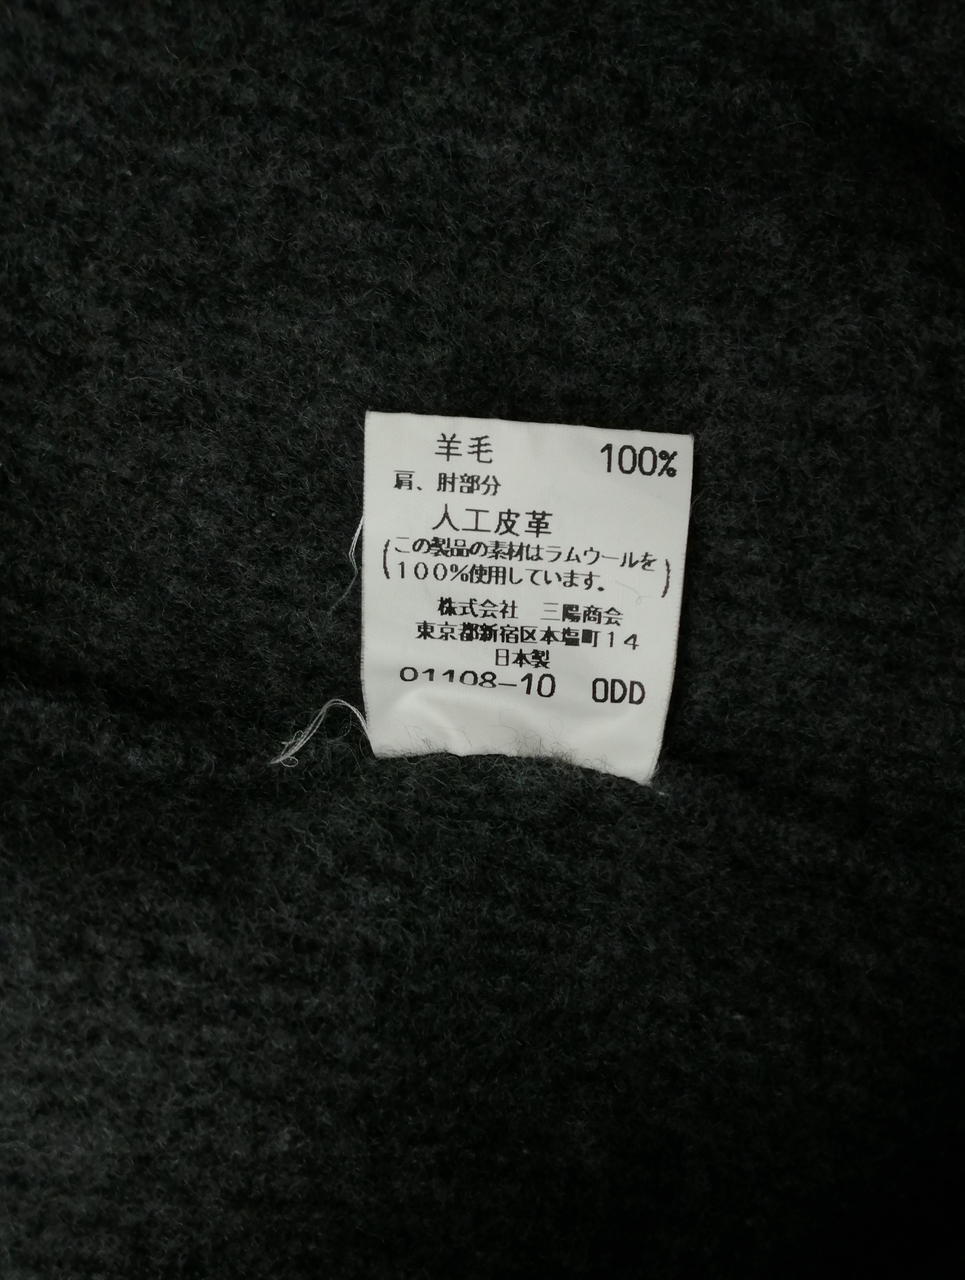 羊毛 100%
肩、肘部分
人工皮革
(この製品の素材はラムウールを
100%使用しています。)
株式会社 三陽商会
東京都新宿区本塩町14
日本製
01108-10 ODD